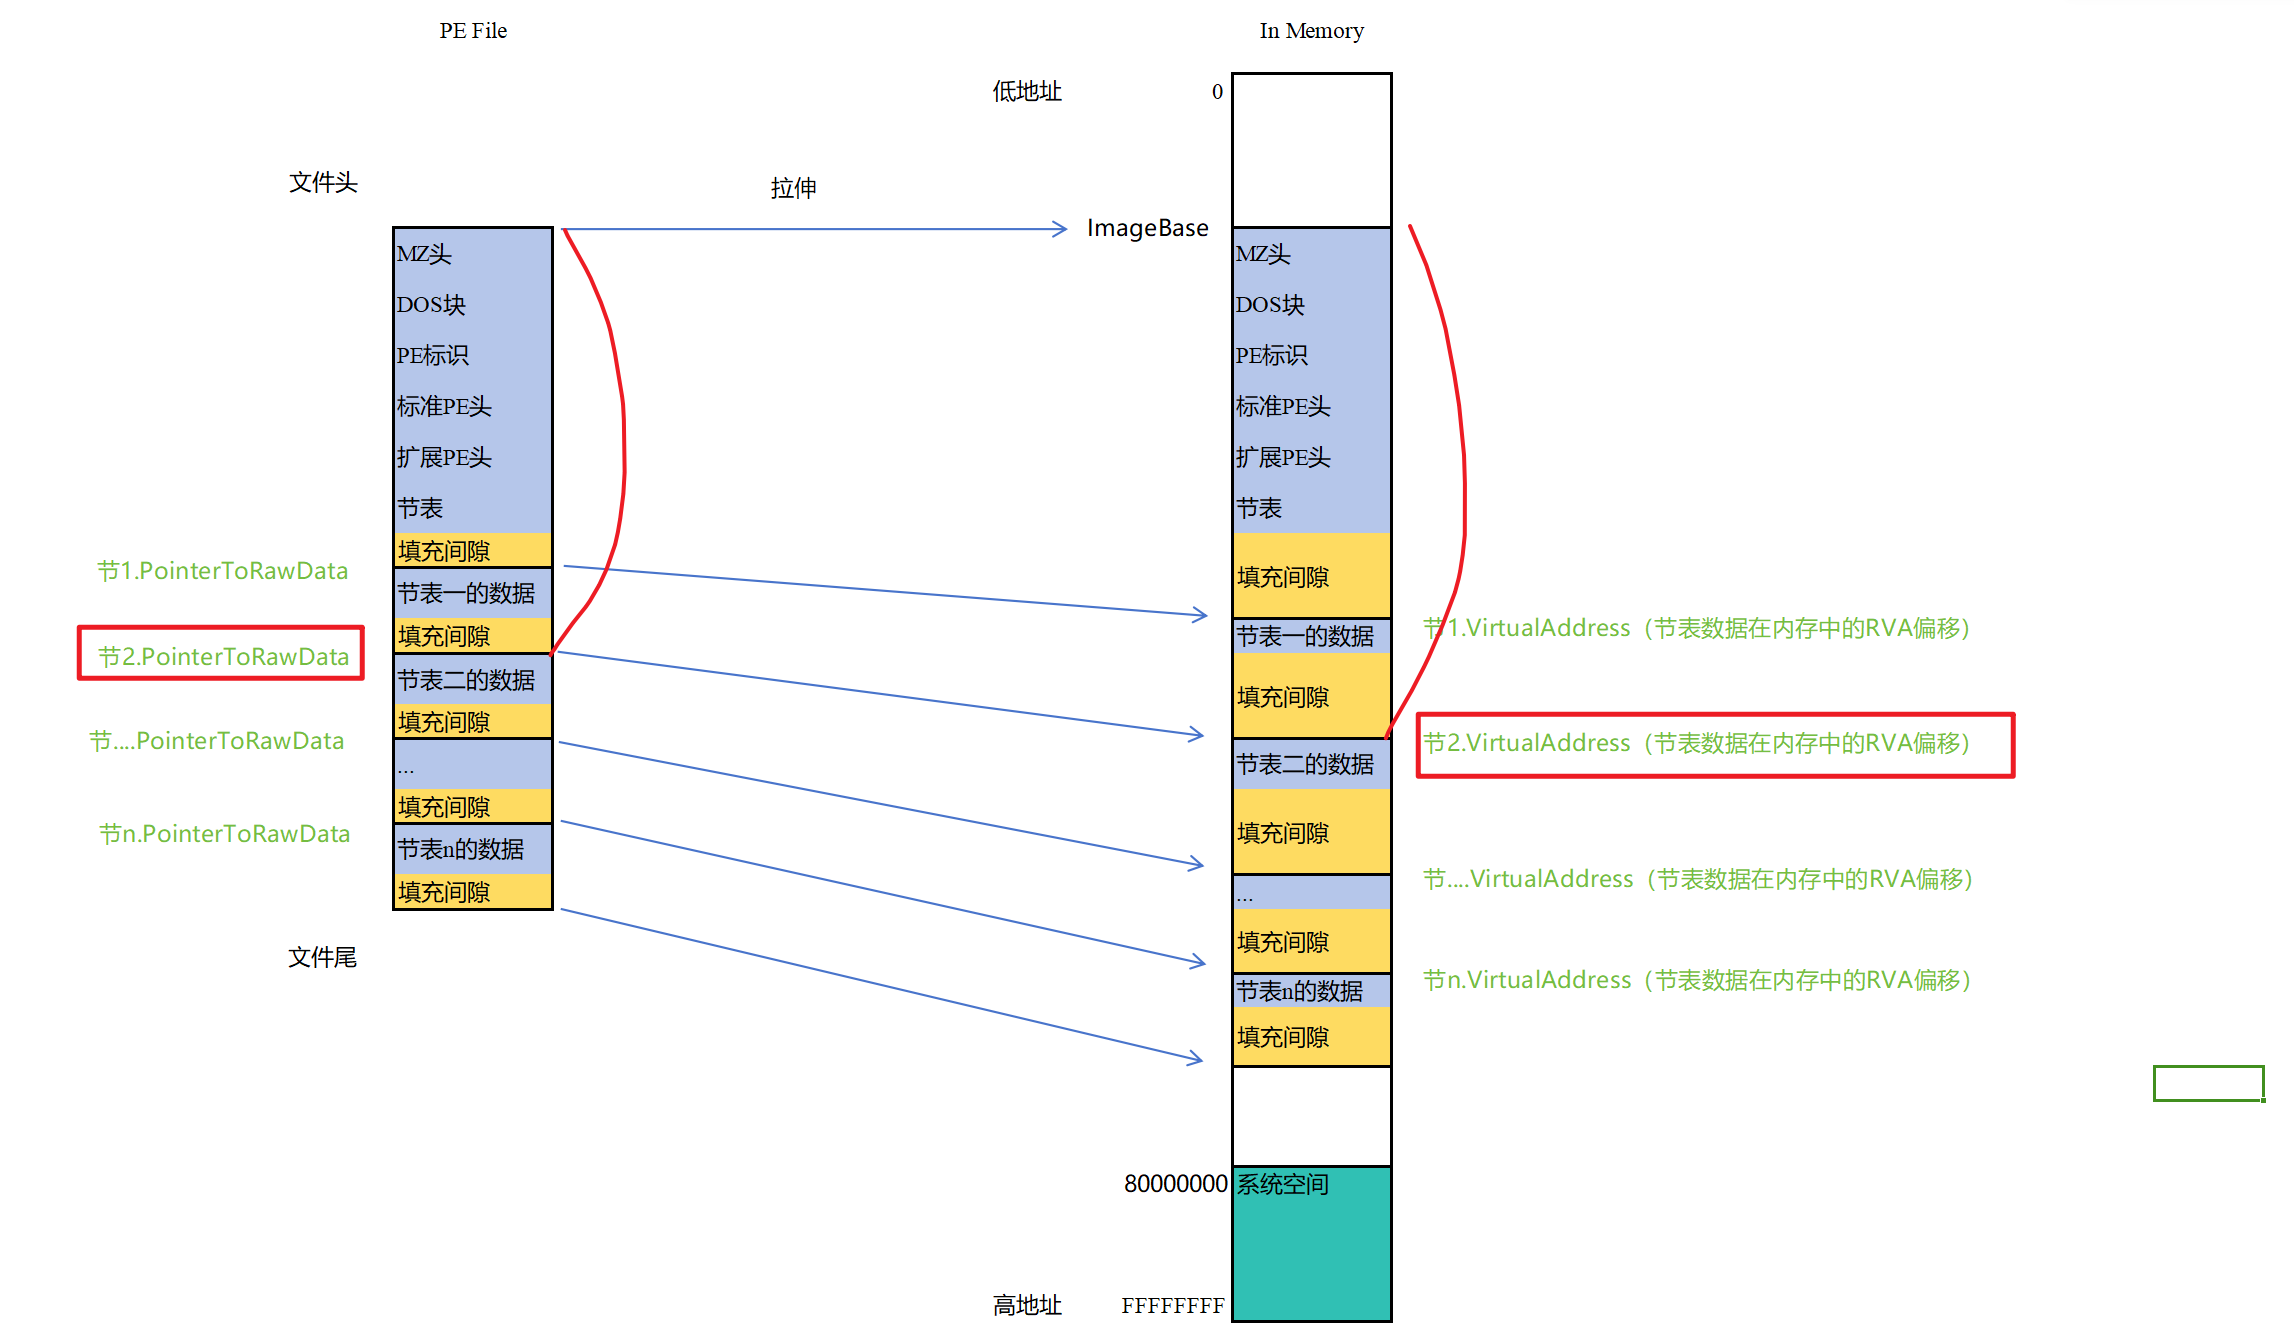 PE File
In Memory
低地址
0
文件头
拉伸
ImageBase
MZ头
DOS块
PE标识
标准PE头
扩展PE头
节表
填充间隙
节1.PointerToRawData
节表一的数据
填充间隙
节2.PointerToRawData
节表二的数据
填充间隙
节....PointerToRawData
...
填充间隙
节n.PointerToRawData
节表n的数据
填充间隙
文件尾
MZ头
DOS块
PE标识
标准PE头
扩展PE头
节表
填充间隙
节1.VirtualAddress（节表数据在内存中的RVA偏移）
节表一的数据
填充间隙
节2.VirtualAddress（节表数据在内存中的RVA偏移）
节表二的数据
填充间隙
节....VirtualAddress（节表数据在内存中的RVA偏移）
...
填充间隙
节n.VirtualAddress（节表数据在内存中的RVA偏移）
节表n的数据
填充间隙
80000000
系统空间
高地址
FFFFFFFF